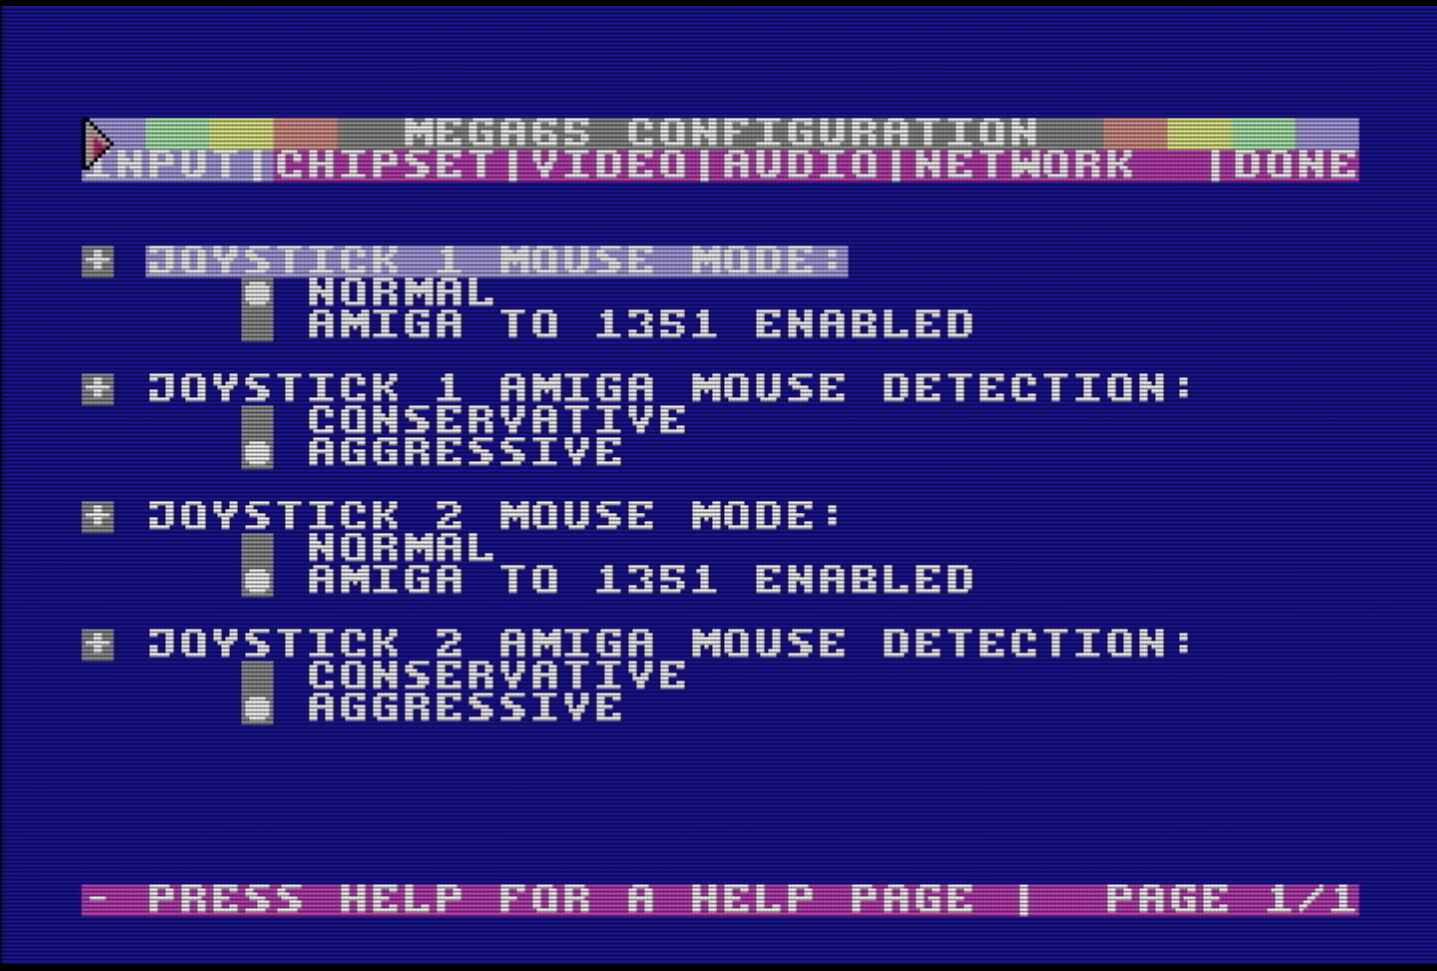 MEGA65 CONFIGURATION
INPUT|CHIPSET|VIDEO|AUDIO|NETWORK |DONE
+ JOYSTICK 1 MOUSE MODE:
NORMAL
AMIGA TO 1351 ENABLED
+ JOYSTICK 1 AMIGA MOUSE DETECTION:
CONSERVATIVE
AGGRESSIVE
+ JOYSTICK 2 MOUSE MODE:
NORMAL
AMIGA TO 1351 ENABLED
+ JOYSTICK 2 AMIGA MOUSE DETECTION:
CONSERVATIVE
AGGRESSIVE
- PRESS HELP FOR A HELP PAGE | PAGE 1/1